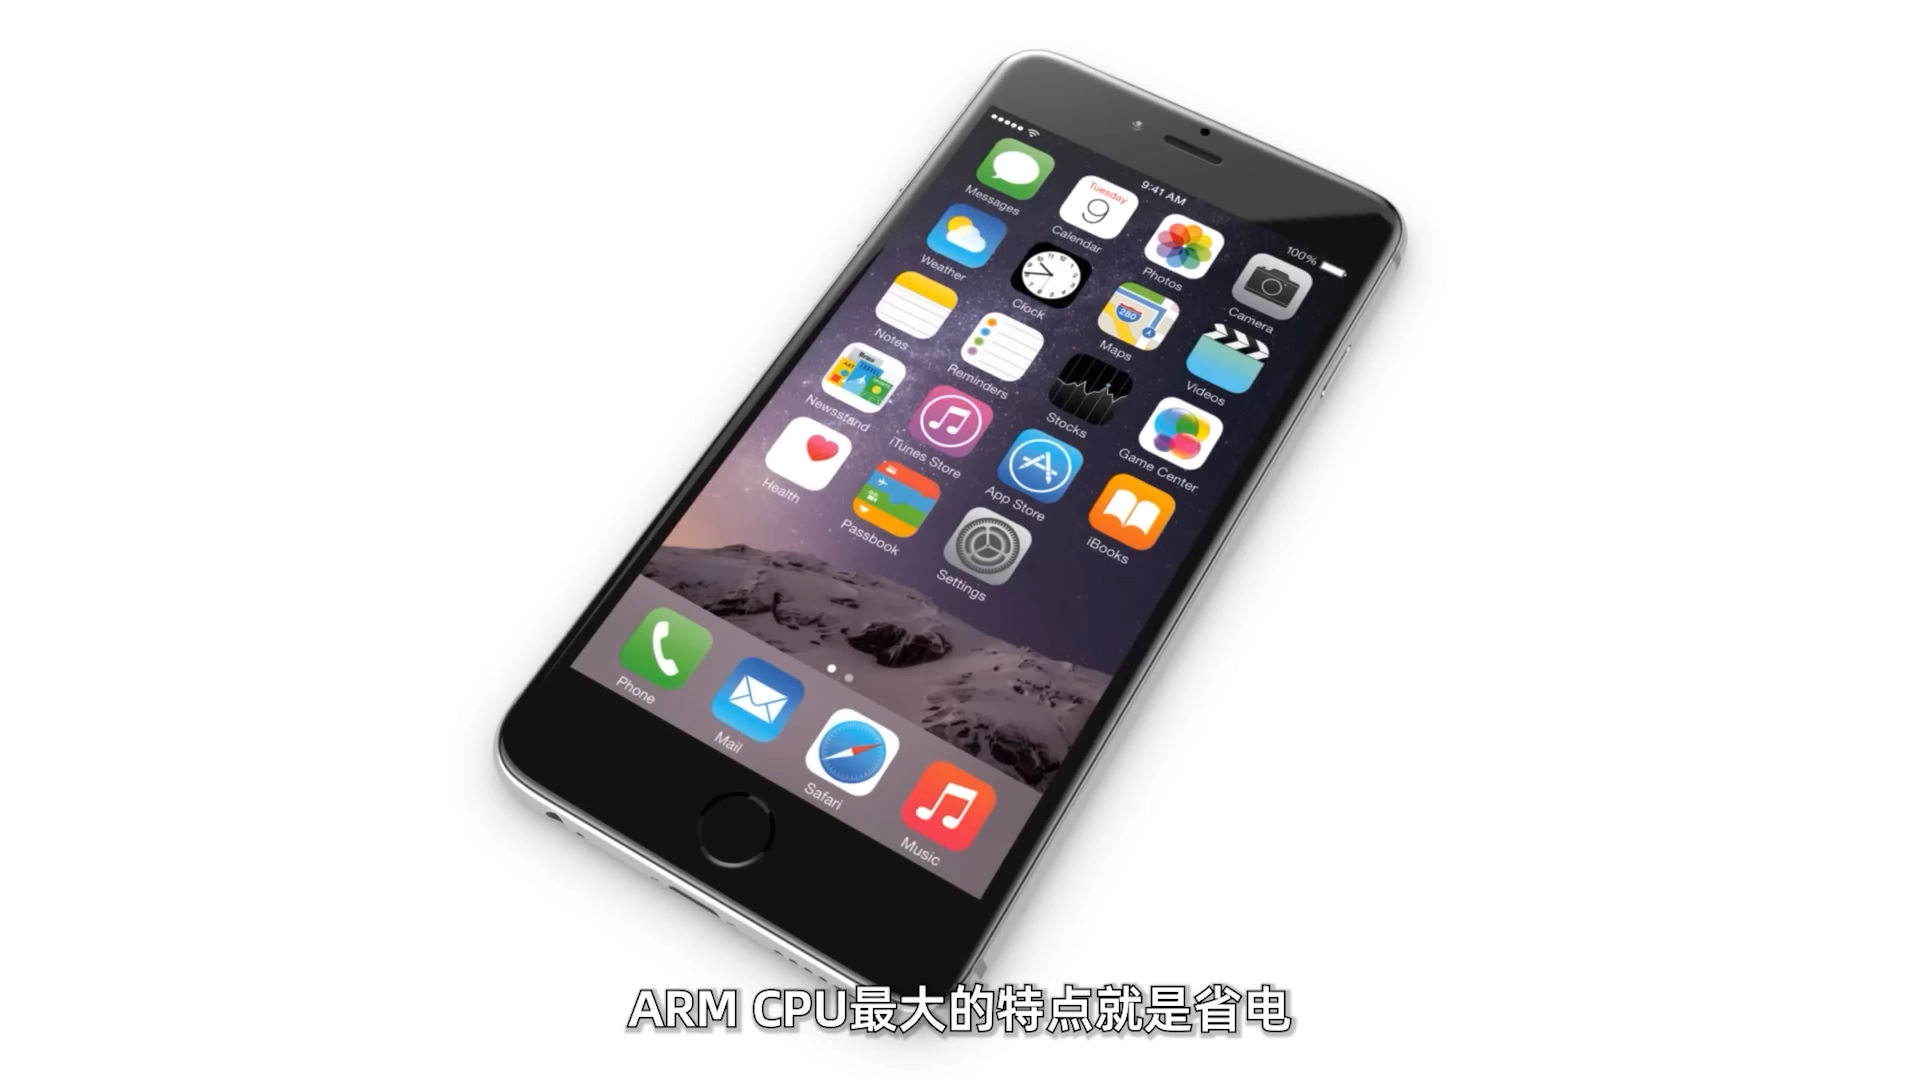 9:41 AM
100%
Messages
Tuesday
9
Calendar
Photos
Camera
Weather
Clock
280
Maps
Videos
Notes
Reminders
Stocks
Game Center
Newsstand
iTunes Store
App Store
iBooks
Health
Passbook
Settings
Phone
Mail
Safari
Music
ARM CPU最大的特点就是省电